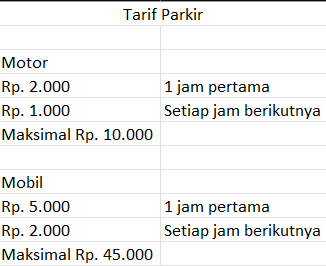 Tarif Parkir
Motor
Rp. 2.000 1 jam pertama
Rp. 1.000 Setiap jam berikutnya
Maksimal Rp. 10.000
Mobil
Rp. 5.000 1 jam pertama
Rp. 2.000 Setiap jam berikutnya
Maksimal Rp. 45.000